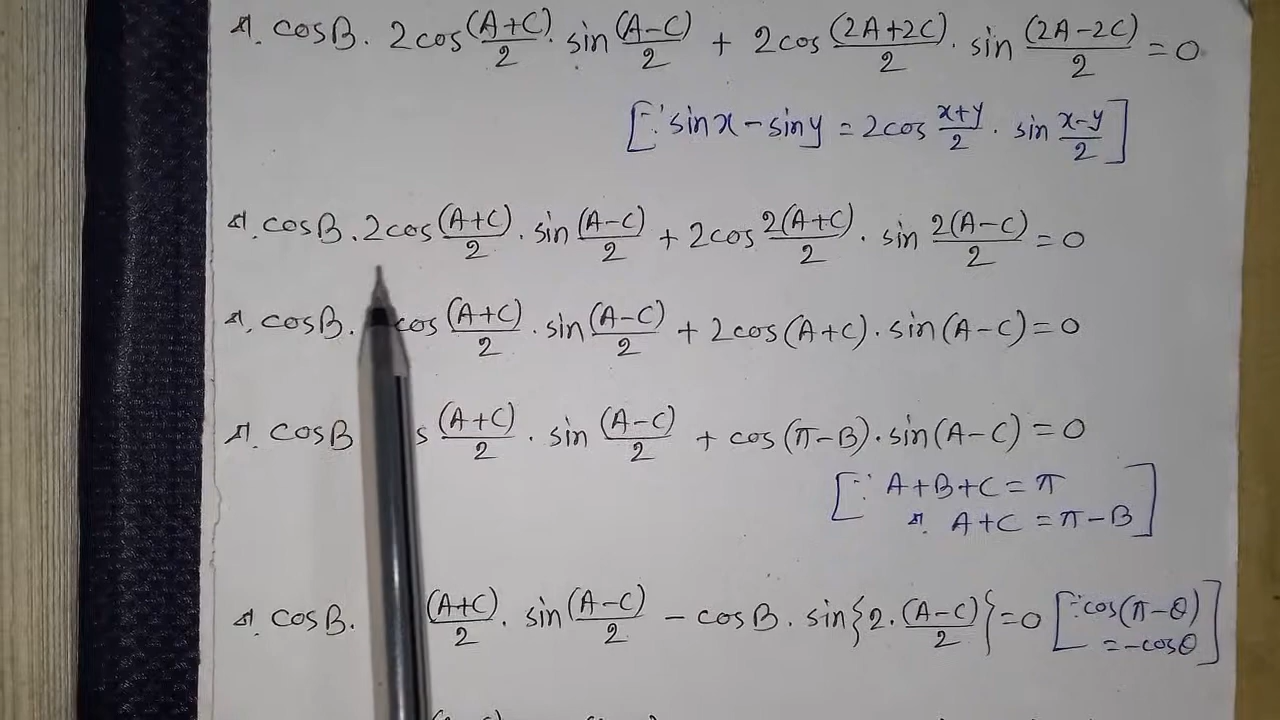 বা. cosB. 2cos (A+C)/2 . sin (A-C)/2 + 2cos (2A+2C)/2 . sin (2A-2C)/2 = 0
[∵ sinx - siny = 2cos x+y/2 . sin x-y/2]
বা. cosB. 2cos (A+C)/2 . sin (A-C)/2 + 2cos 2(A+C)/2 . sin 2(A-C)/2 = 0
বা. cosB. cos (A+C)/2 . sin (A-C)/2 + 2cos(A+C). sin(A-C) = 0
বা. cosB (A+C)/2 . sin (A-C)/2 + cos(π-B). sin(A-C) = 0
[∵ A+B+C = π
বা. A+C = π-B]
বা. cosB. (A+C)/2 . sin (A-C)/2 - cosB. sin{2. (A-C)/2} = 0 [∵ cos(π-θ)
= -cosθ]